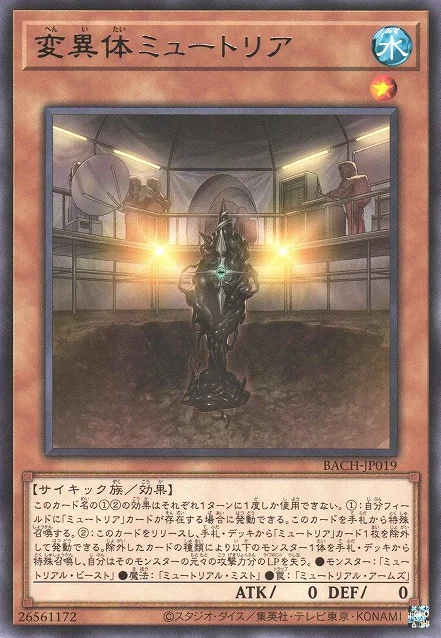 変異体ミュートリア
水
BACH-JP019
【サイキック族／効果】
このカード名の①②の効果はそれぞれ1ターンに1度しか使用できない。①：自分フィ
ールドに「ミュートリア」カードが存在する場合に発動できる。このカードを手札から特殊
召喚する。②：このカードをリリースし、手札・デッキから「ミュートリア」カード1枚を除外
して発動できる。除外したカードの種類により以下のモンスター1体を手札・デッキから
特殊召喚し、自分はそのモンスターの元々の攻撃力分のLPを失う。●モンスター：「ミュ
ートリアル・ビースト」●魔法：「ミュートリアル・ミスト」●罠：「ミュートリアル・アームズ」
ATK/ 0 DEF/ 0
26561172 ©スタジオ・ダイス／集英社・テレビ東京・KONAMI